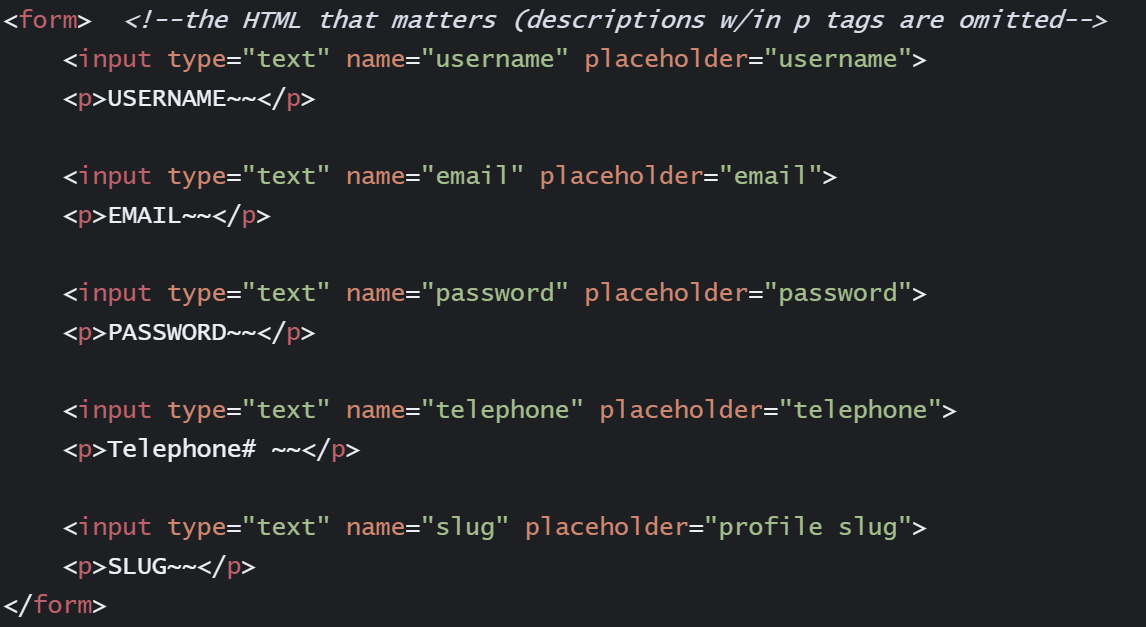 <form>  <!--the HTML that matters (descriptions w/in p tags are omitted-->
    <input type="text" name="username" placeholder="username">
    <p>USERNAME~~</p>
    <input type="text" name="email" placeholder="email">
    <p>EMAIL~~</p>
    <input type="text" name="password" placeholder="password">
    <p>PASSWORD~~</p>
    <input type="text" name="telephone" placeholder="telephone">
    <p>Telephone# ~~</p>
    <input type="text" name="slug" placeholder="profile slug">
    <p>SLUG~~</p>
</form>